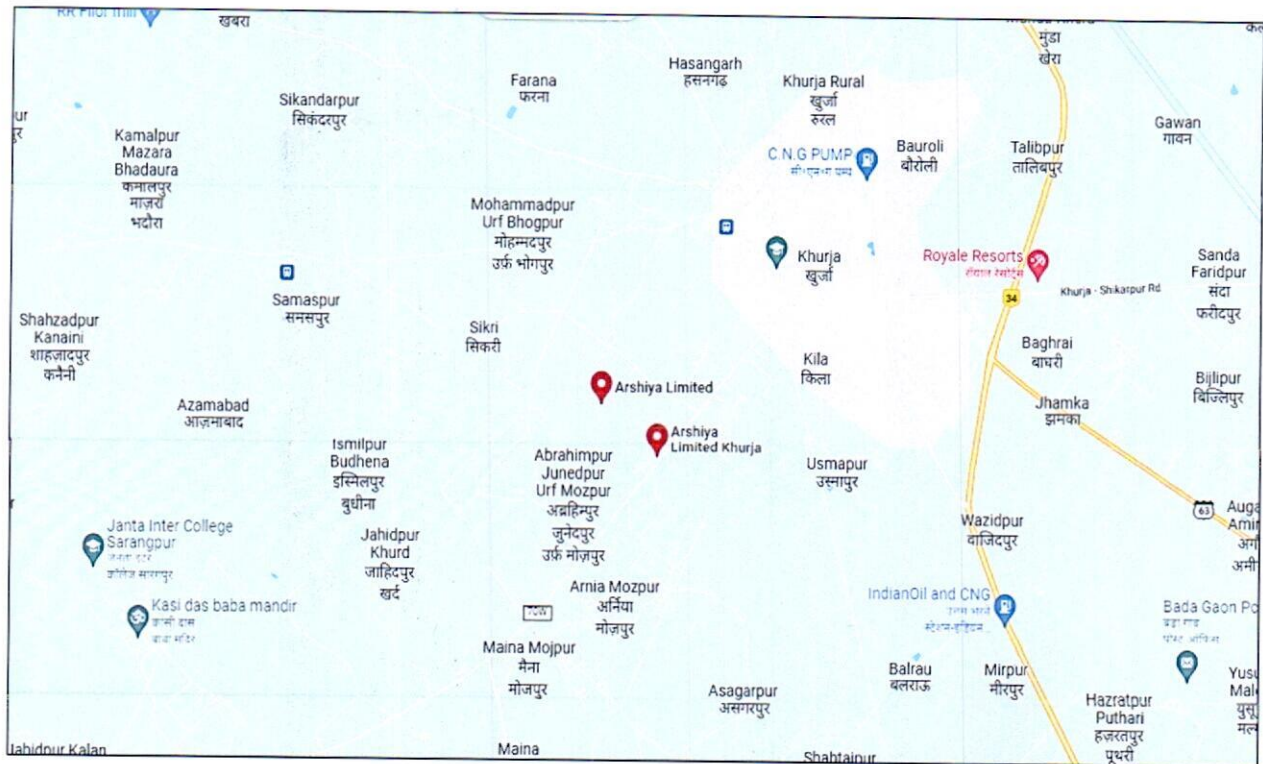 खबरा
मुंडा
खेरा
Farana
फरना
Hasangarh
हसनगढ़
Khurja Rural
खुर्जा
रुरल
Sikandarpur
सिकंदरपुर
Kamalpur
Mazara
Bhadaura
कमालपुर
माज़रा
भदौरा
C.N.G PUMP
Bauroli
बौरोली
Talibpur
तालिबपुर
Gawan
गावन
Mohammadpur
Urf Bhogpur
मोहम्मदपुर
उर्फ़ भोगपुर
Khurja
खुर्जा
Royale Resorts
34
Khurja - Shikarpur Rd
Sanda
Faridpur
संदा
फरीदपुर
Samaspur
समसपुर
Shahzadpur
Kanaini
शाहजादपुर
कनैनी
Sikri
सिकरी
Kila
किला
Baghrai
बाघरी
Bijlipur
बिज्लिपुर
Arshiya Limited
Azamabad
आज़माबाद
Jhamka
झमका
Arshiya
Limited Khurja
Ismilpur
Budhena
इस्मिलपुर
बुधीना
Abrahimpur
Junedpur
Urf Mozpur
अब्रहिम्पुर
जुनेदपुर
उर्फ़ मोज़पुर
Usmapur
उस्मापुर
63
Janta Inter College
Sarangpur
Jahidpur
Khurd
जाहिदपुर
खर्द
Wazidpur
वाजिदपुर
Kasi das baba mandir
Arnia Mozpur
अर्निया
मोज़पुर
IndianOil and CNG
Bada Gaon
Maina Mojpur
मैना
मोजपुर
Balrau
बलराऊ
Mirpur
मीरपुर
Asagarpur
असगरपुर
Hazratpur
Puthari
हज़रतपुर
पूथरी
Jahidpur Kalan
Maina
Shahtajpur